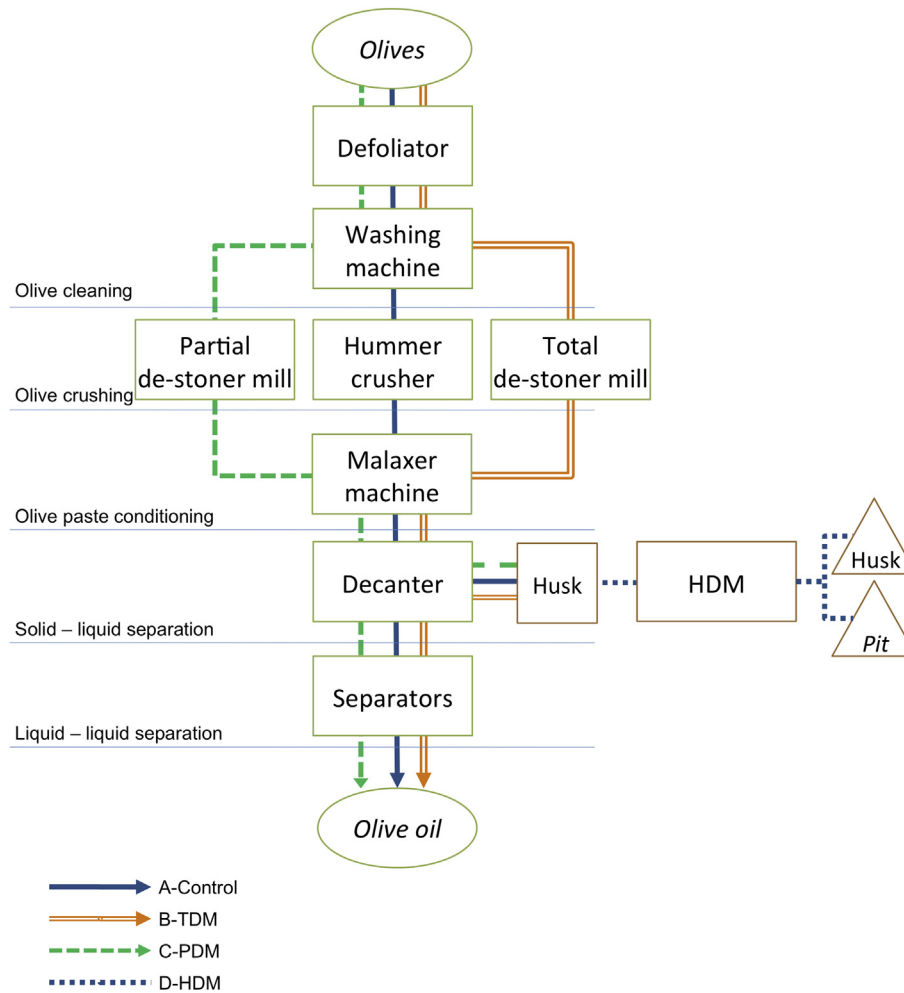 Olives
Defoliator
Washing
machine
Olive cleaning
Partial
de-stoner mill
Hummer
crusher
Total
de-stoner mill
Olive crushing
Malaxer
machine
Olive paste conditioning
Decanter
Husk
HDM
Husk
Pit
Solid – liquid separation
Separators
Liquid – liquid separation
Olive oil
A-Control
B-TDM
C-PDM
D-HDM